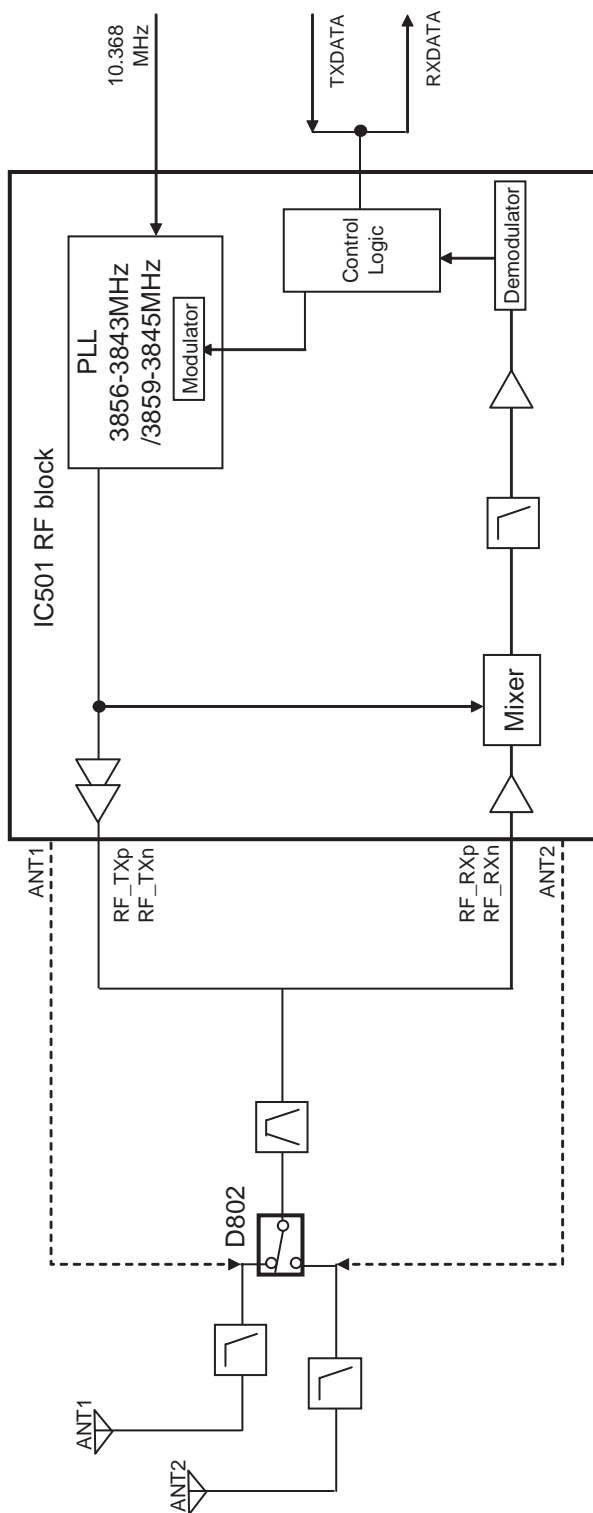 ANT1
ANT2
D802
ANT1
RF_TXp
RF_TXn
RF_RXp
RF_RXn
ANT2
IC501 RF block
PLL
3856-3843MHz
/3859-3845MHz
Modulator
Mixer
Control
Logic
Demodulator
10.368
MHz
TXDATA
RXDATA